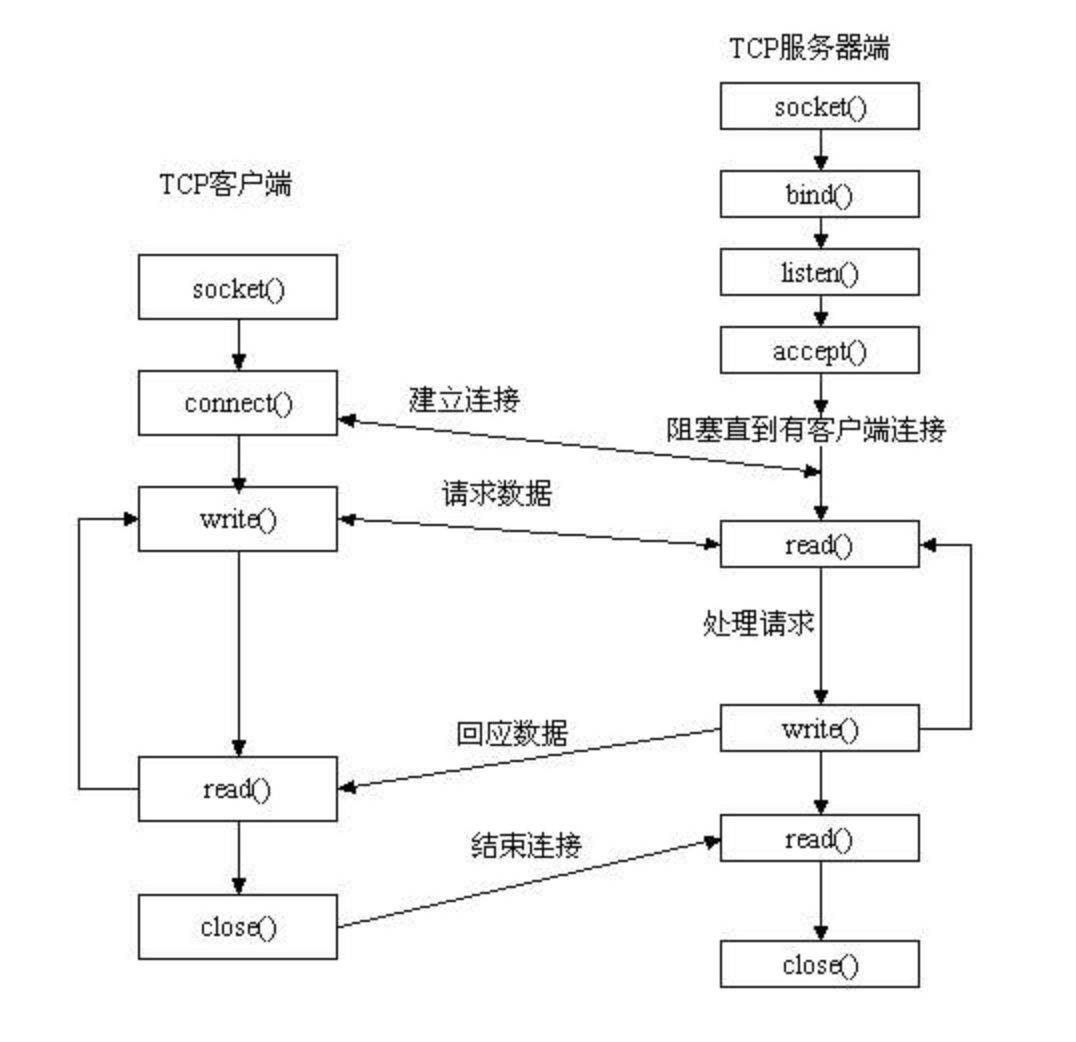 TCP服务器端
socket()
bind()
TCP客户端
listen()
socket()
accept()
connect()
建立连接
阻塞直到有客户端连接
请求数据
write()
read()
处理请求
回应数据
write()
read()
结束连接
read()
close()
close()